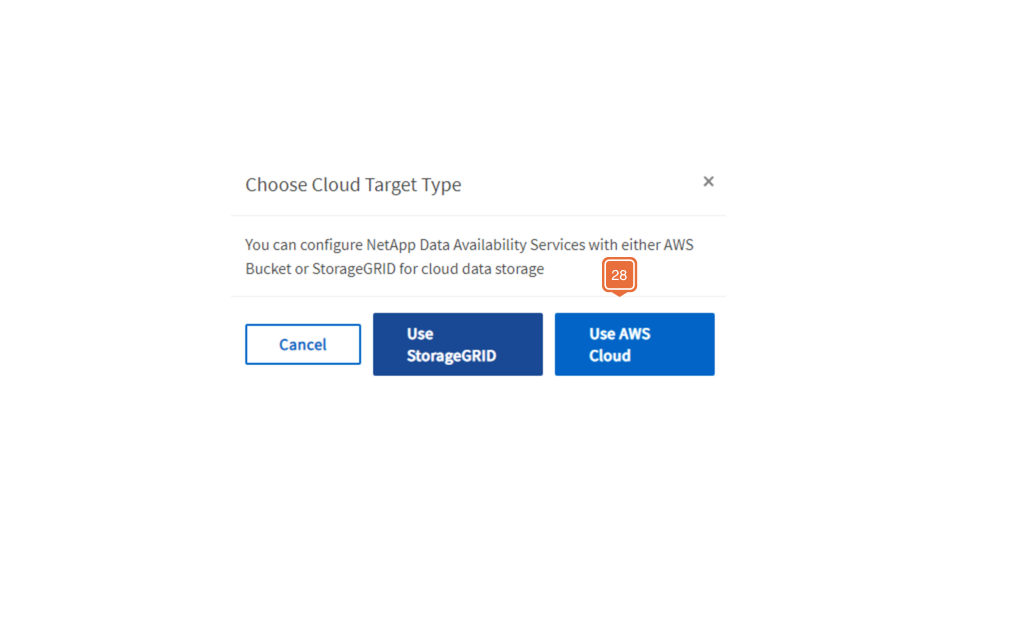 Choose Cloud Target Type
×
You can configure NetApp Data Availability Services with either AWS
Bucket or StorageGRID for cloud data storage
28
Cancel
Use
StorageGRID
Use AWS
Cloud